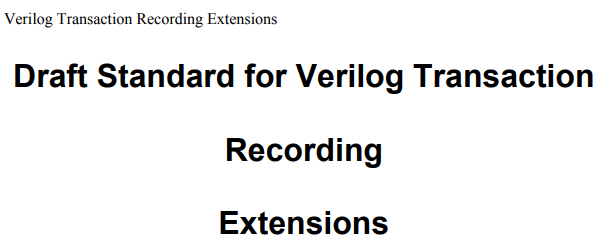 Verilog Transaction Recording Extensions
Draft Standard for Verilog Transaction
Recording
Extensions